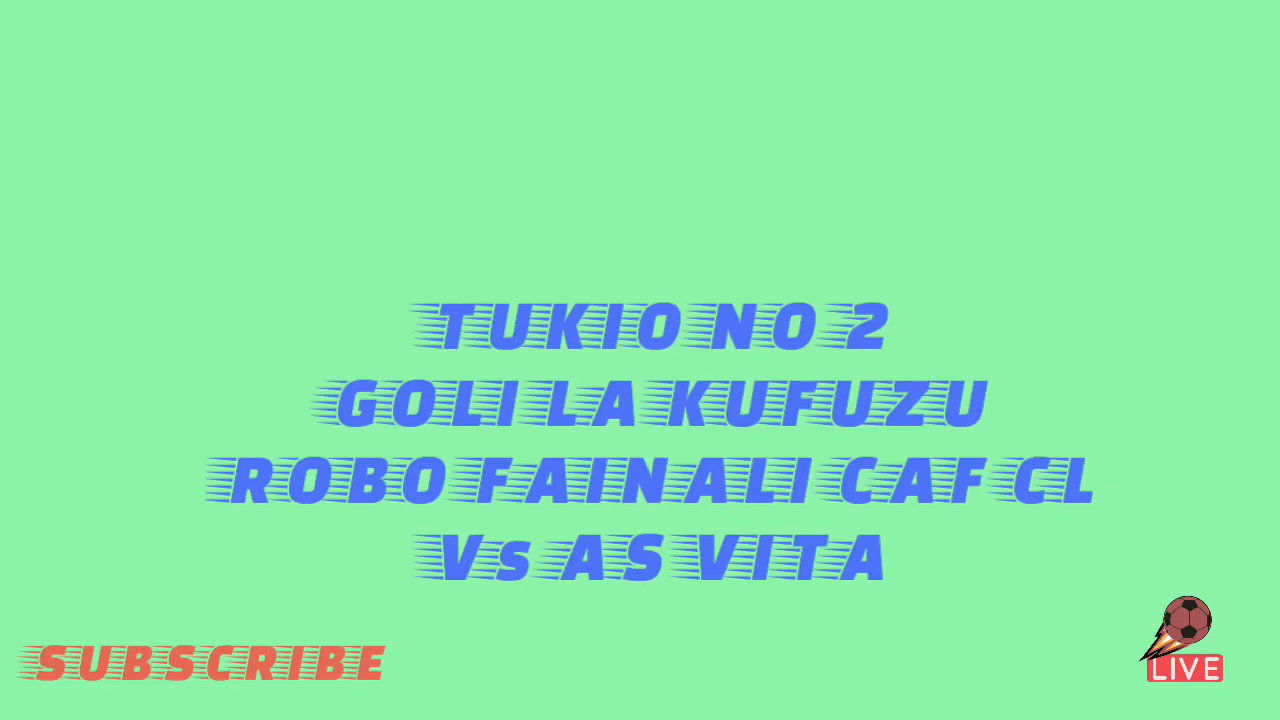 TUKIO NO 2
GOLI LA KUFUZU
ROBO FAINALI CAF CL
Vs AS VITA
SUBSCRIBE
LIVE